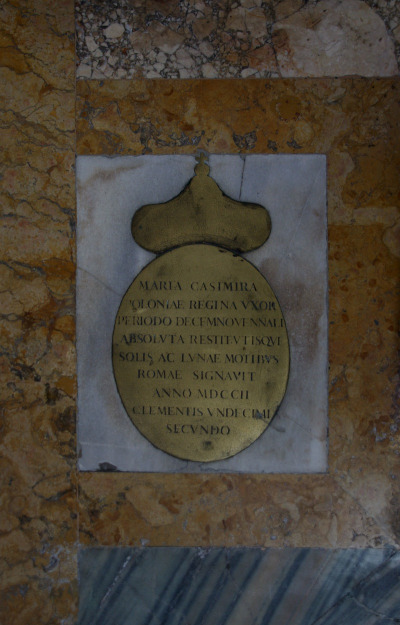 MARIA CASIMIRA
POLONIAE REGINA VXOR
PERIODO DECEMNOVENNALI
ABSOLVTA RESTITVTISQVE
SOLIS AC LVNAE MOTIBVS
ROMAE SIGNAVIT
ANNO MDCCII
CLEMENTIS VNDECIMI
SECVNDO